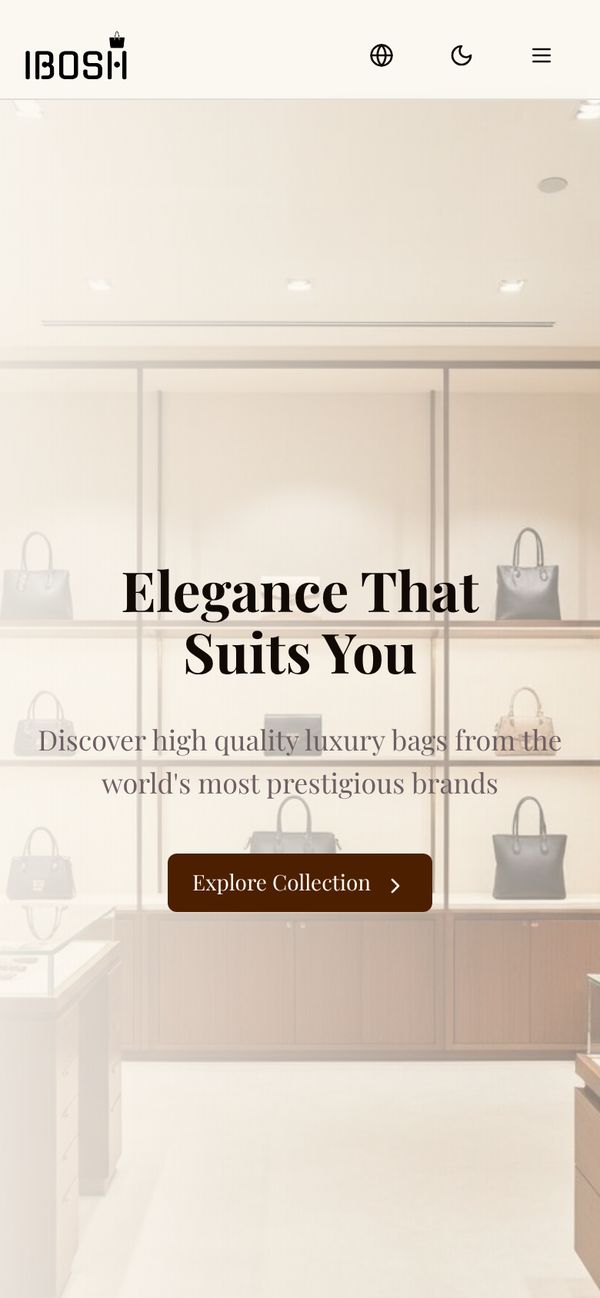 IBOSH
Elegance That
Suits You
Discover high quality luxury bags from the
world's most prestigious brands
Explore Collection